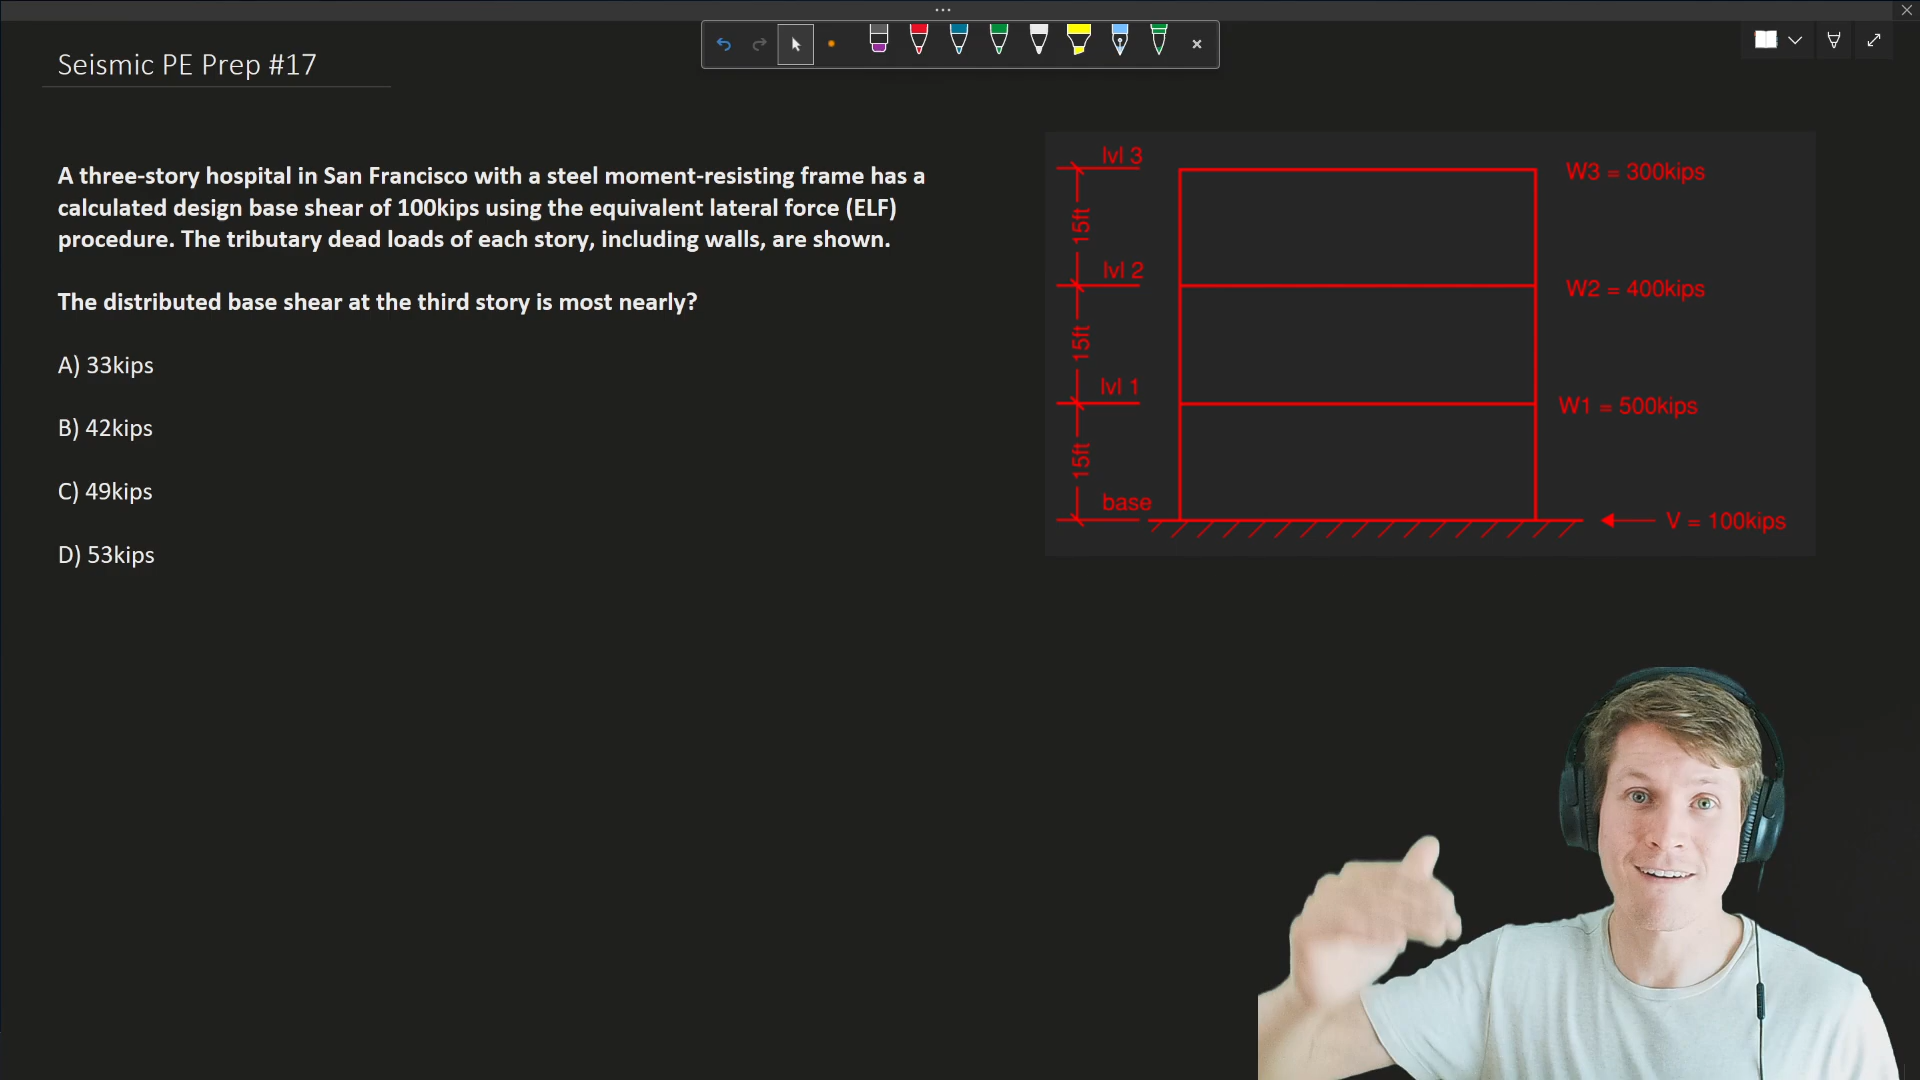 Seismic PE Prep #17
A three-story hospital in San Francisco with a steel moment-resisting frame has a
calculated design base shear of 100kips using the equivalent lateral force (ELF)
procedure. The tributary dead loads of each story, including walls, are shown.
The distributed base shear at the third story is most nearly?
A) 33kips
B) 42kips
C) 49kips
D) 53kips
lvl 3
W3 = 300kips
15ft
lvl 2
W2 = 400kips
15ft
lvl 1
W1 = 500kips
15ft
base
V = 100kips